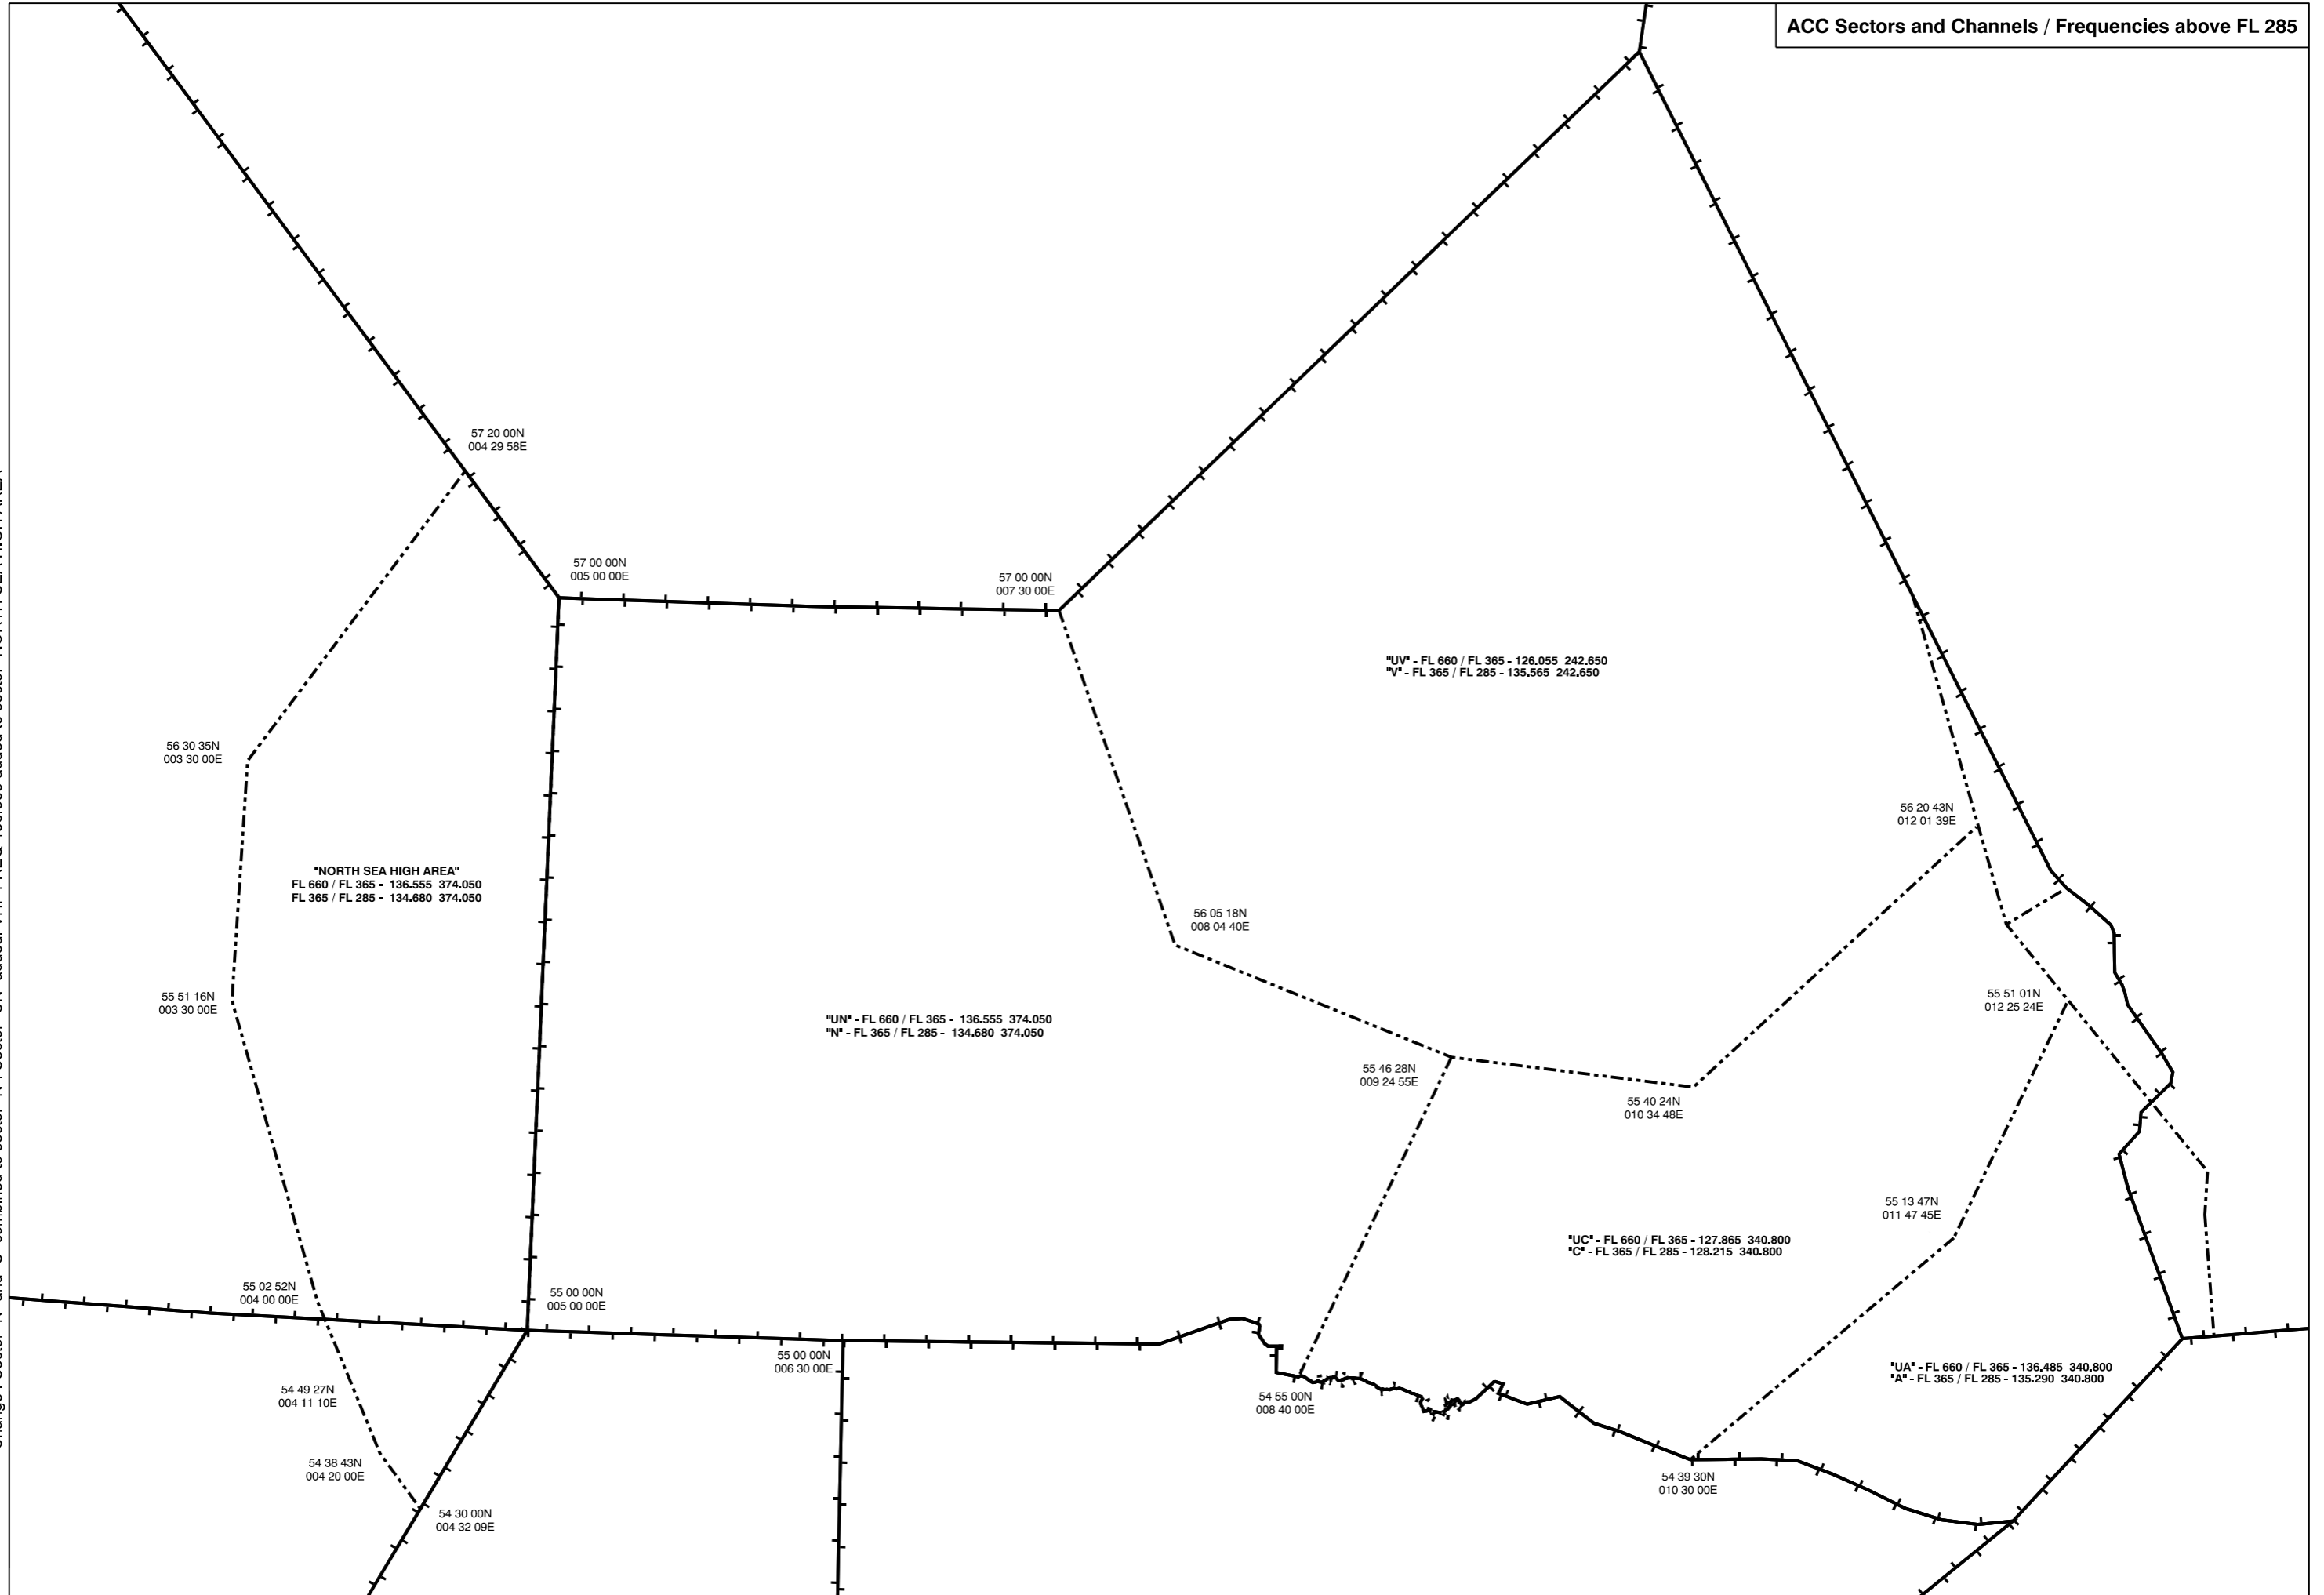 ACC Sectors and Channels / Frequencies above FL 285
57 20 00N
004 29 58E
57 00 00N
005 00 00E
57 00 00N
007 30 00E
"UV" - FL 660 / FL 365 - 126.055 242.650
"V" - FL 365 / FL 285 - 135.565 242.650
56 30 35N
003 30 00E
56 20 43N
012 01 39E
"NORTH SEA HIGH AREA"
FL 660 / FL 365 - 136.555 374.050
FL 365 / FL 285 - 134.680 374.050
56 05 18N
008 04 40E
55 51 16N
003 30 00E
55 51 01N
012 25 24E
"UN" - FL 660 / FL 365 - 136.555 374.050
"N" - FL 365 / FL 285 - 134.680 374.050
55 46 28N
009 24 55E
55 40 24N
010 34 48E
55 13 47N
011 47 45E
"UC" - FL 660 / FL 365 - 127.865 340.800
"C" - FL 365 / FL 285 - 128.215 340.800
55 02 52N
004 00 00E
55 00 00N
005 00 00E
55 00 00N
006 30 00E
"UA" - FL 660 / FL 365 - 136.485 340.800
"A" - FL 365 / FL 285 - 135.290 340.800
54 49 27N
004 11 10E
54 55 00N
008 40 00E
54 38 43N
004 20 00E
54 39 30N
010 30 00E
54 30 00N
004 32 09E